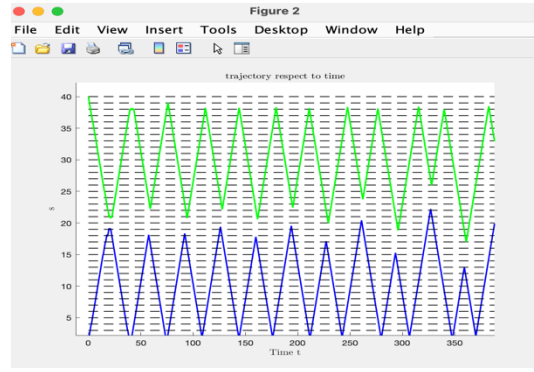 Figure 2
File Edit View Insert Tools Desktop Window Help
trajectory respect to time
40
35
30
25
20
15
10
5
s
0 50 100 150 200 250 300 350
Time t